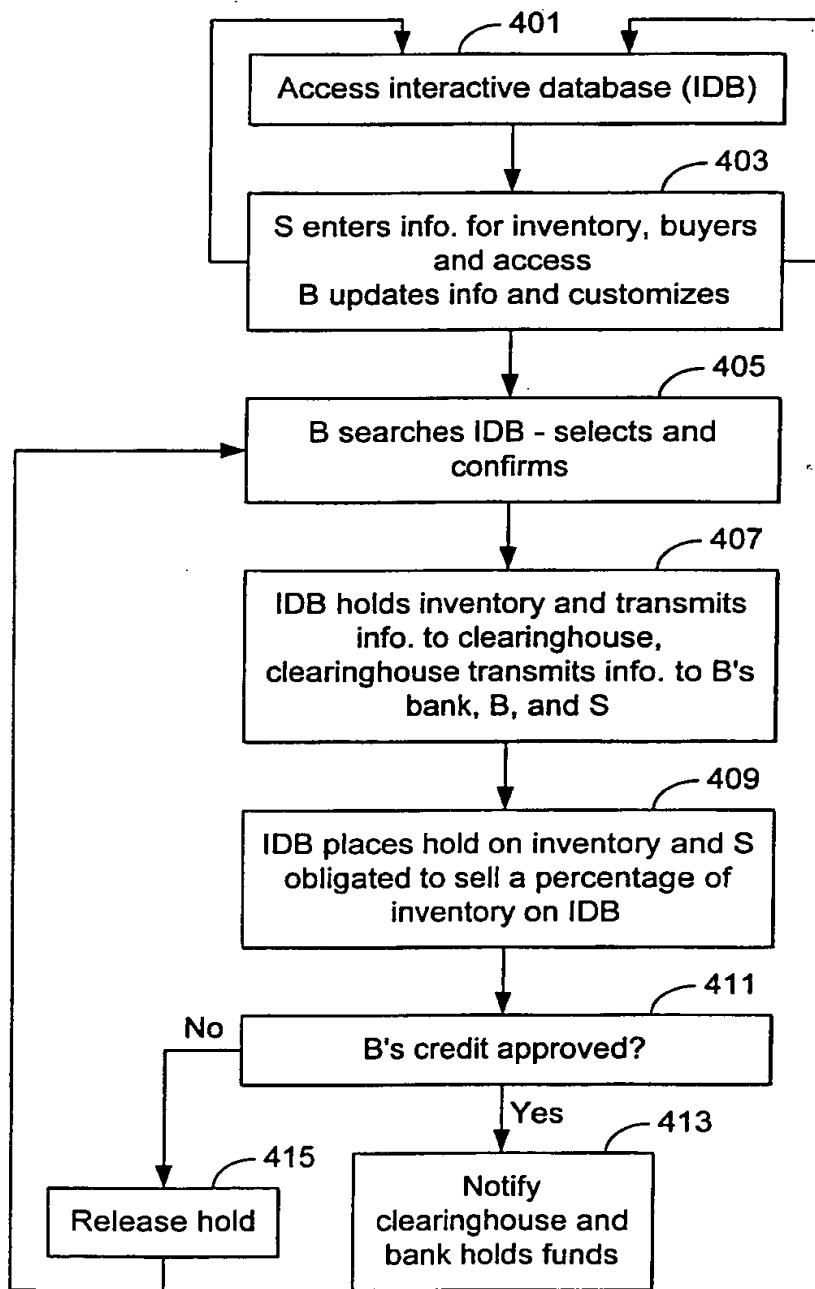 401
Access interactive database (IDB)
403
S enters info. for inventory, buyers
and access
B updates info and customizes
405
B searches IDB - selects and
confirms
407
IDB holds inventory and transmits
info. to clearinghouse,
clearinghouse transmits info. to B's
bank, B, and S
409
IDB places hold on inventory and S
obligated to sell a percentage of
inventory on IDB
411
No
B's credit approved?
Yes
413
415
Notify
clearinghouse and
bank holds funds
Release hold